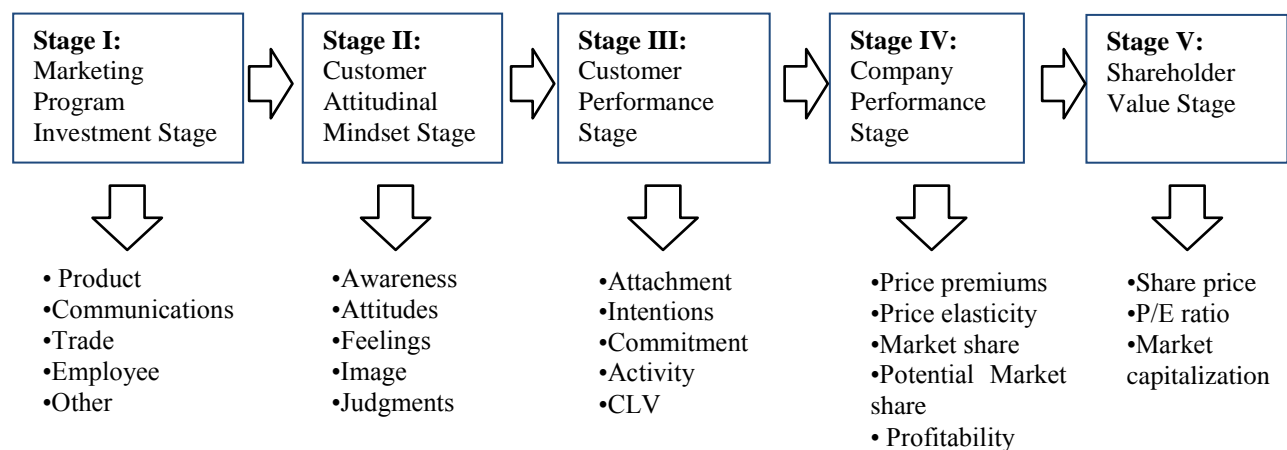 Stage I:
Marketing
Program
Investment Stage
Stage II:
Customer
Attitudinal
Mindset Stage
Stage III:
Customer
Performance
Stage
Stage IV:
Company
Performance
Stage
Stage V:
Shareholder
Value Stage
• Product
•Communications
•Trade
•Employee
•Other
•Awareness
•Attitudes
•Feelings
•Image
•Judgments
•Attachment
•Intentions
•Commitment
•Activity
•CLV
•Price premiums
•Price elasticity
•Market share
•Potential Market
share
• Profitability
•Share price
•P/E ratio
•Market
capitalization